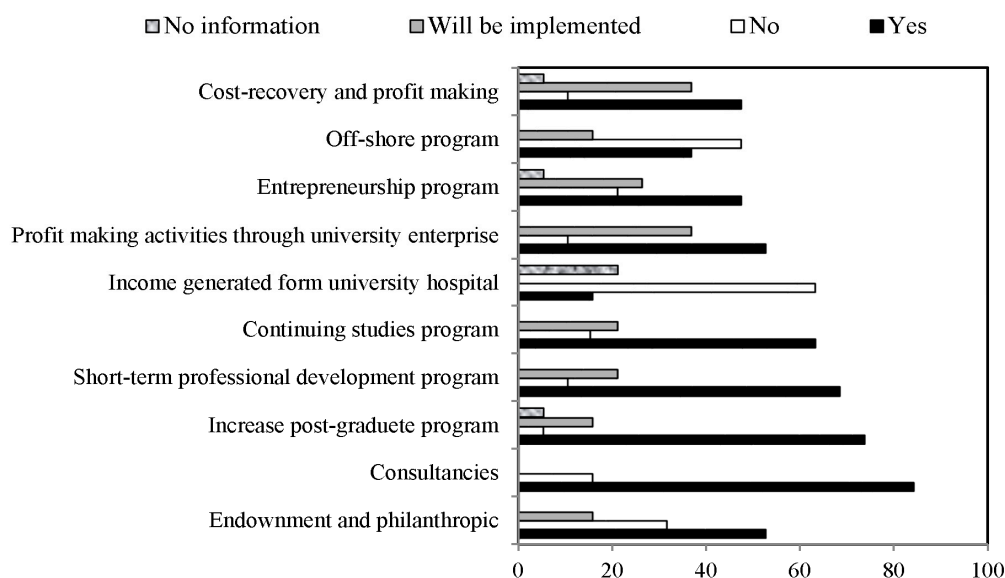 No information Will be implemented No Yes
Cost-recovery and profit making
Off-shore program
Entrepreneurship program
Profit making activities through university enterprise
Income generated form university hospital
Continuing studies program
Short-term professional development program
Increase post-graduete program
Consultancies
Endownment and philanthropic
0 20 40 60 80 100